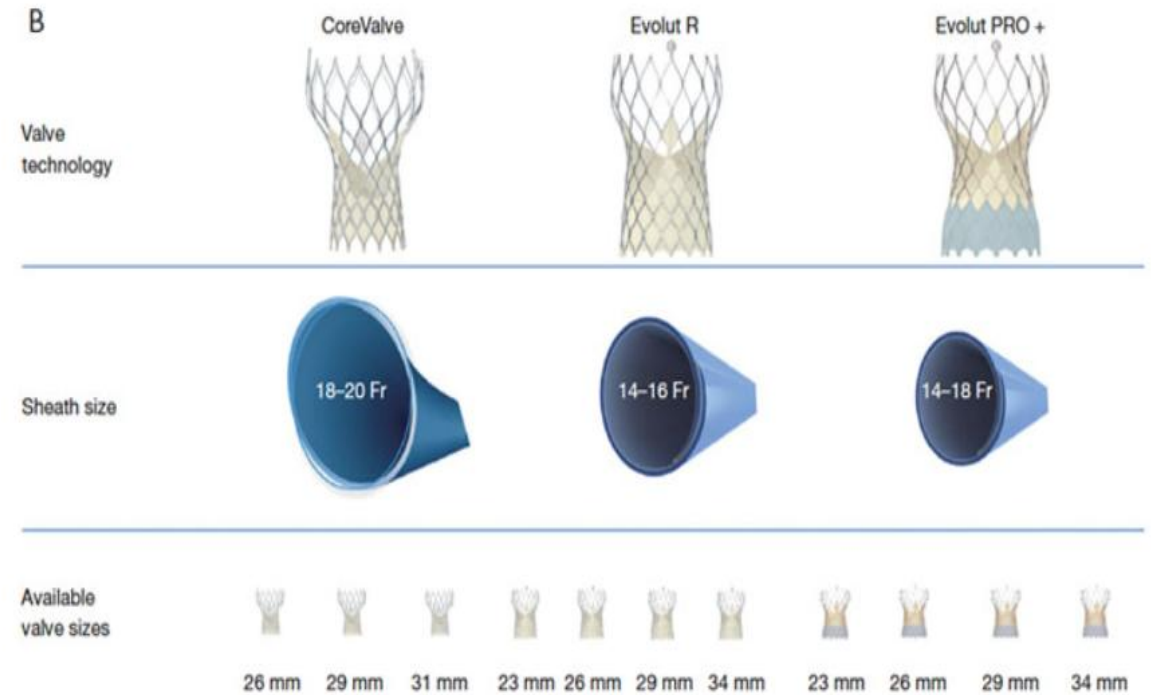 B
CoreValve
Evolut R
Evolut PRO +
Valve
technology
18–20 Fr
14–16 Fr
14–18 Fr
Sheath size
Available
valve sizes
26 mm
29 mm
31 mm
23 mm
26 mm
29 mm
34 mm
23 mm
26 mm
29 mm
34 mm